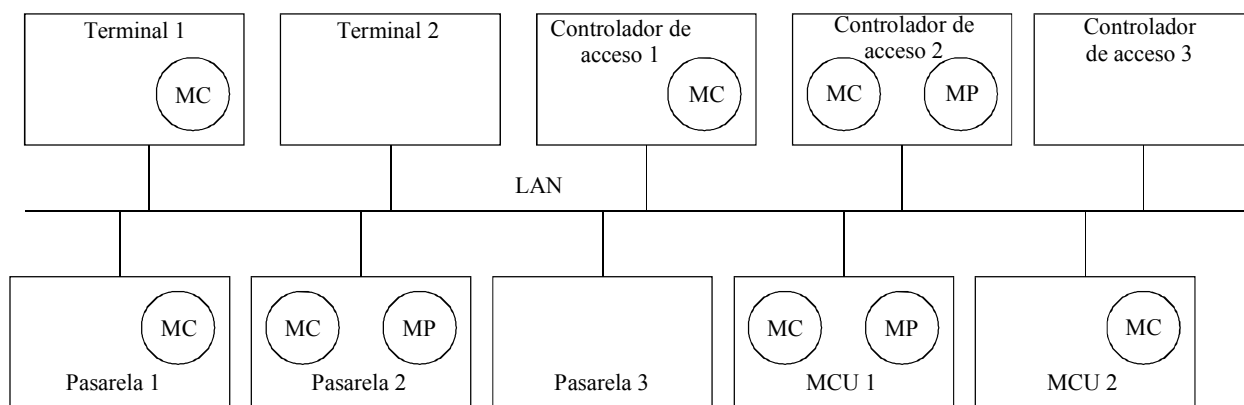 Terminal 1
MC
Terminal 2
Controlador de
acceso 1
MC
Controlador de
acceso 2
MC
MP
Controlador
de acceso 3
LAN
MC
Pasarela 1
MC
MP
Pasarela 2
Pasarela 3
MC
MP
MCU 1
MC
MCU 2